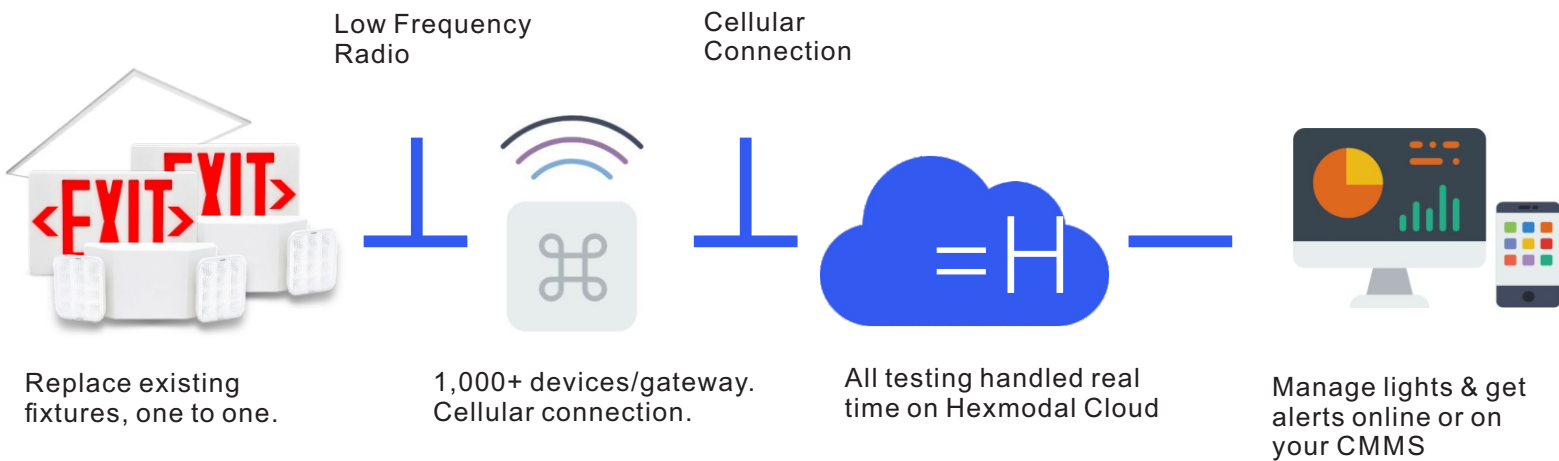 Low Frequency
Radio
Cellular
Connection
EXIT
<EXIT>
=H
Replace existing
fixtures, one to one.
1,000+ devices/gateway.
Cellular connection.
All testing handled real
time on Hexmodal Cloud
Manage lights & get
alerts online or on
your CMMS